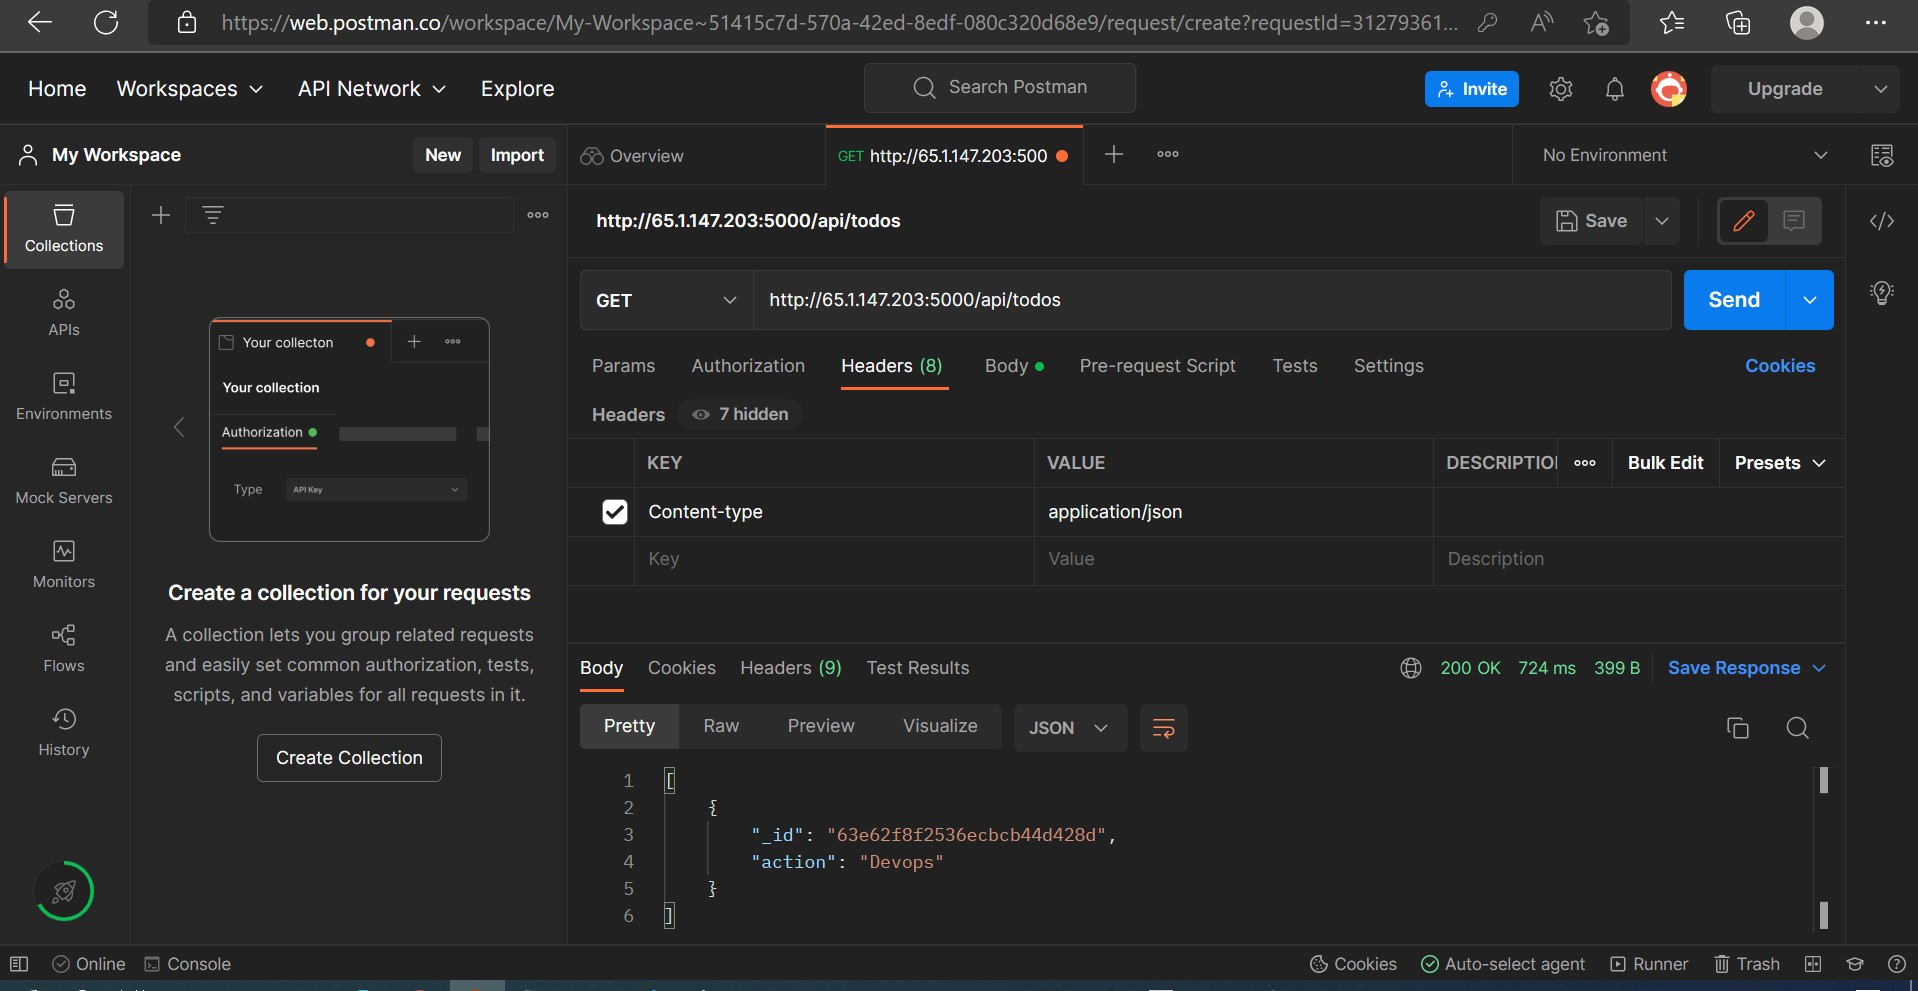 https://web.postman.co/workspace/My-Workspace~51415c7d-570a-42ed-8edf-080c320d68e9/request/create?requestId=31279361...
Home Workspaces API Network Explore Search Postman Invite Upgrade
My Workspace New Import Overview GET http://65.1.147.203:500 No Environment
Collections
APIs
Environments
Mock Servers
Monitors
Flows
History
Your collecton
Your collection
Authorization
Type API Key
Create a collection for your requests
A collection lets you group related requests
and easily set common authorization, tests,
scripts, and variables for all requests in it.
Create Collection
http://65.1.147.203:5000/api/todos Save
GET http://65.1.147.203:5000/api/todos Send
Params Authorization Headers (8) Body Pre-request Script Tests Settings Cookies
Headers 7 hidden
KEY VALUE DESCRIPTIO Bulk Edit Presets
Content-type application/json
Key Value Description
Body Cookies Headers (9) Test Results 200 OK 724 ms 399 B Save Response
Pretty Raw Preview Visualize JSON
1 [
2 {
3 "_id": "63e62f8f2536ecbcb44d428d",
4 "action": "Devops"
5 }
6 ]
Online Console Cookies Auto-select agent Runner Trash